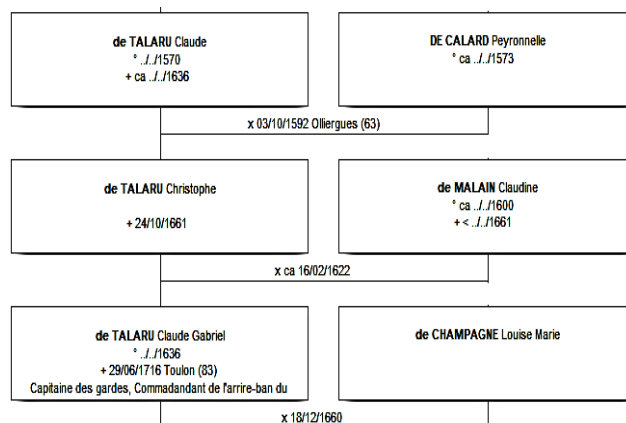 de TALARU Claude
° ../../1570
+ ca ../../1636
DE CALARD Peyronnelle
° ca ../../1573
x 03/10/1592 Olliergues (63)
de TALARU Christophe
+ 24/10/1661
de MALAIN Claudine
° ca ../../1600
+ < ../../1661
x ca 16/02/1622
de TALARU Claude Gabriel
° ../../1636
+ 29/06/1716 Toulon (83)
Capitaine des gardes, Commadandant de l'arrire-ban du
de CHAMPAGNE Louise Marie
x 18/12/1660